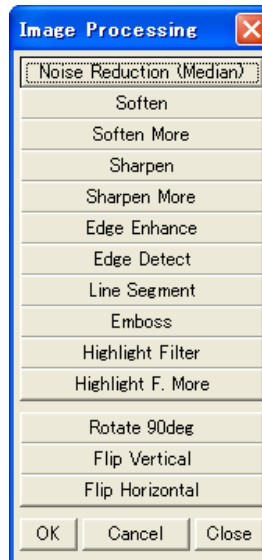 Image Processing
Noise Reduction (Median)
Soften
Soften More
Sharpen
Sharpen More
Edge Enhance
Edge Detect
Line Segment
Emboss
Highlight Filter
Highlight F. More
Rotate 90deg
Flip Vertical
Flip Horizontal
OK Cancel Close